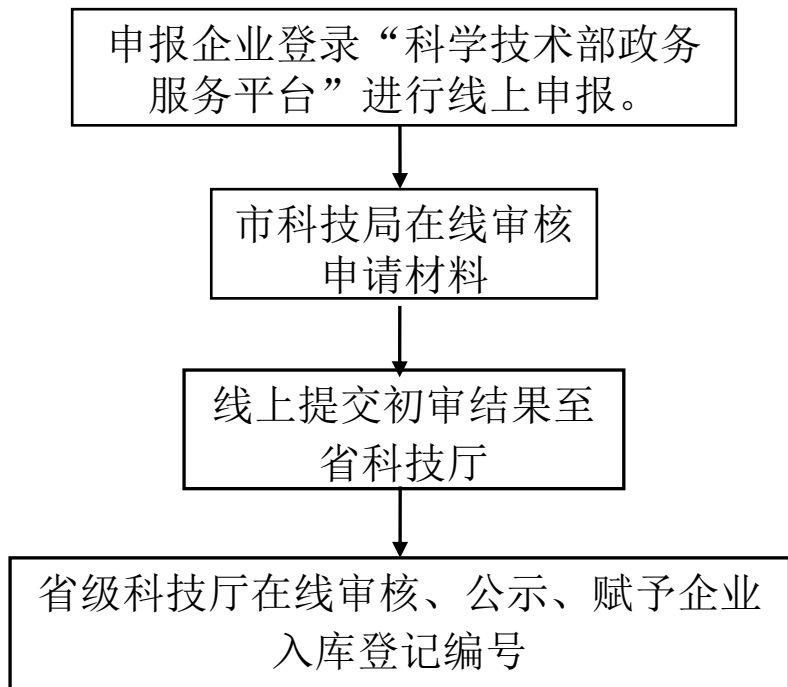 申报企业登录“科学技术部政务
服务平台”进行线上申报。
市科技局在线审核
申请材料
线上提交初审结果至
省科技厅
省级科技厅在线审核、公示、赋予企业
入库登记编号